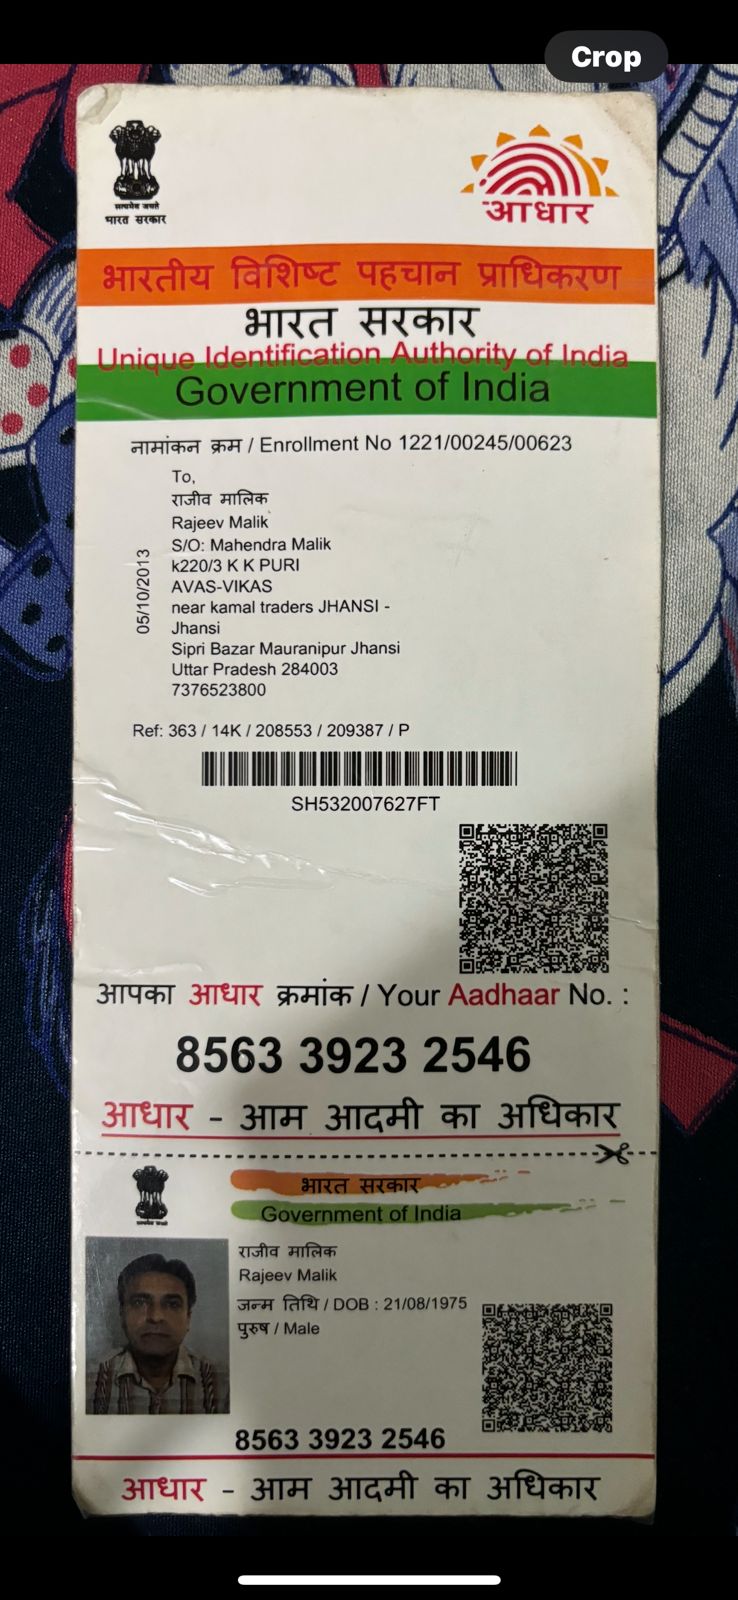 Crop
सत्यमेव जयते
भारत सरकार
आधार
भारतीय विशिष्ट पहचान प्राधिकरण
भारत सरकार
Unique Identification Authority of India
Government of India
नामांकन क्रम / Enrollment No 1221/00245/00623
To,
राजीव मालिक
Rajeev Malik
S/O: Mahendra Malik
k220/3 K K PURI
AVAS-VIKAS
near kamal traders JHANSI -
Jhansi
Sipri Bazar Mauranipur Jhansi
Uttar Pradesh 284003
7376523800
05/10/2013
Ref: 363 / 14K / 208553 / 209387 / P
SH532007627FT
आपका आधार क्रमांक / Your Aadhaar No. :
8563 3923 2546
आधार - आम आदमी का अधिकार
भारत सरकार
Government of India
राजीव मालिक
Rajeev Malik
जन्म तिथि / DOB : 21/08/1975
पुरुष / Male
8563 3923 2546
आधार - आम आदमी का अधिकार